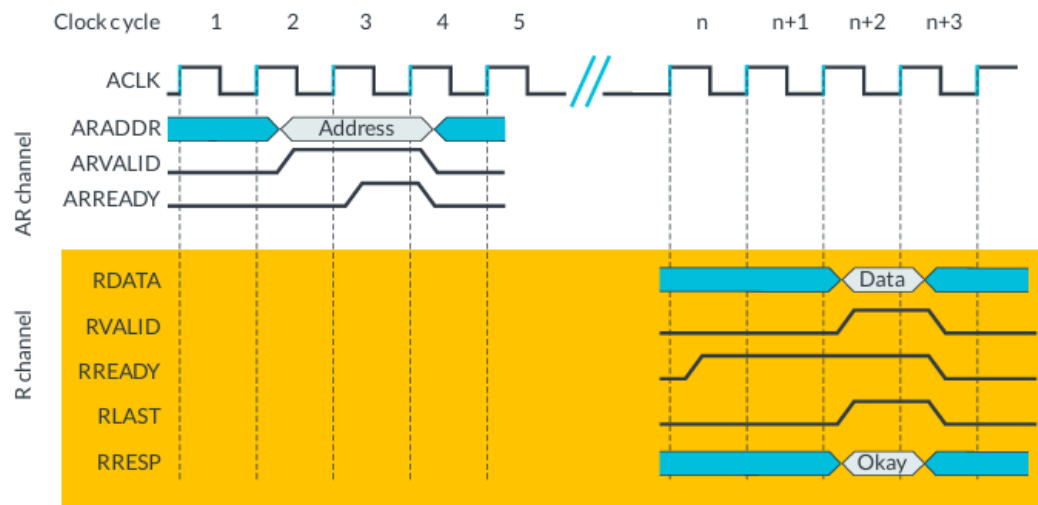 Clock cycle 1 2 3 4 5 n n+1 n+2 n+3
ACLK
AR channel
ARADDR Address
ARVALID
ARREADY
R channel
RDATA Data
RVALID
RREADY
RLAST
RRESP Okay